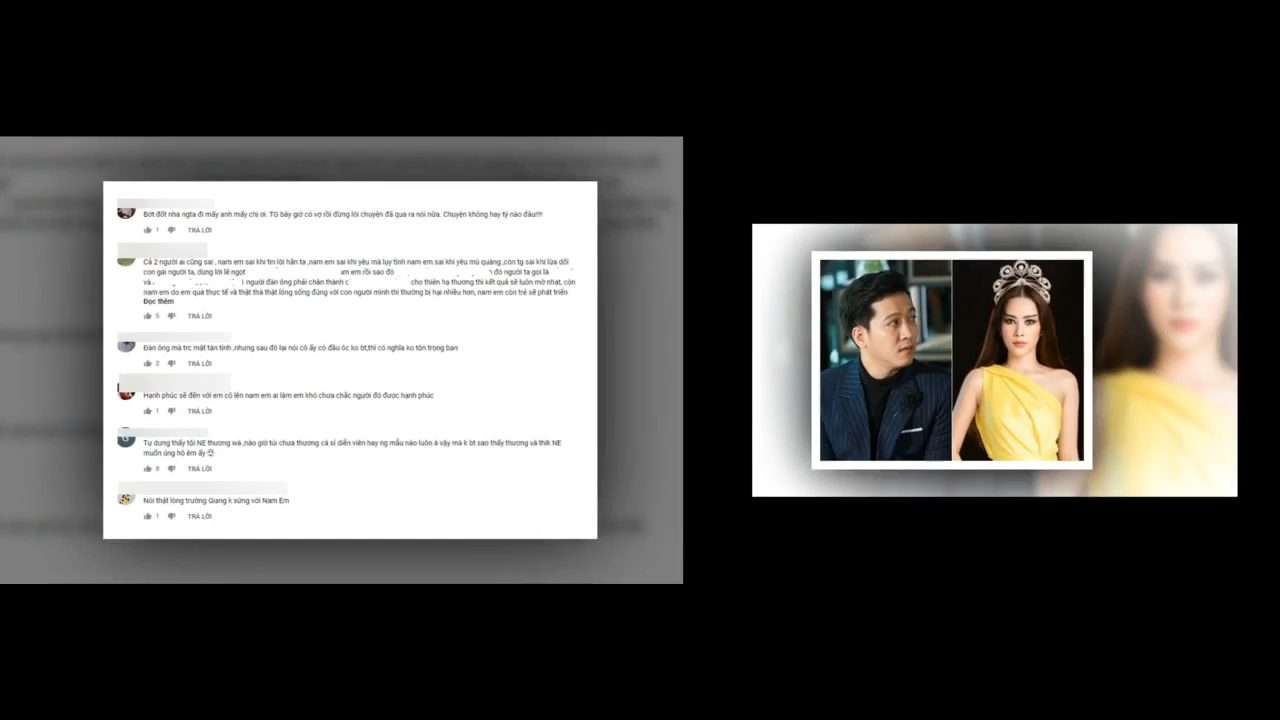 Bớt đốt nhà ngta đi mấy anh mấy chị ơi. TG bây giờ có vợ rồi đừng lôi chuyện đã qua ra nói nữa. Chuyện không hay tý nào đâu!!!!
1 TRẢ LỜI
Cả 2 người ai cũng sai , nam em sai khi tin lời hắn ta ,nam em sai khi yêu mà luỵ tình nam em sai khi yêu mù quáng ,còn tg sai khi lừa dối
con gái người ta, dùng lời lẽ ngọt am em rồi sao đó đó người ta gọi là
và người đàn ông phải chân thành c cho thiên hạ thương thì kết quả sẽ luôn mờ nhạt, còn
nam em do em quá thực tế và thật thà thật lòng sống đúng với con người mình thì thường bị hại nhiều hơn, nam em còn trẻ sẽ phát triển
Đọc thêm
5 TRẢ LỜI
Đàn ông mà trc mặt tán tỉnh ,nhưng sau đó lại nói cô ấy có đầu óc ko bt,thì có nghĩa ko tôn trọng bạn
2 TRẢ LỜI
Hạnh phúc sẽ đến với em cô lên nam em ai làm em khó chưa chắc người đó được hạnh phúc
1 TRẢ LỜI
G
Tự dưng thấy tội NE thương wá ,nào giờ túi chưa thương cá sĩ diễn viên hay ng mẫu nào luôn á vậy mà k bt sao thấy thương và thik NE
muốn ủng hộ êm ấy
8 TRẢ LỜI
Nói thật lòng trường Giang k xứng với Nam Em
1 TRẢ LỜI